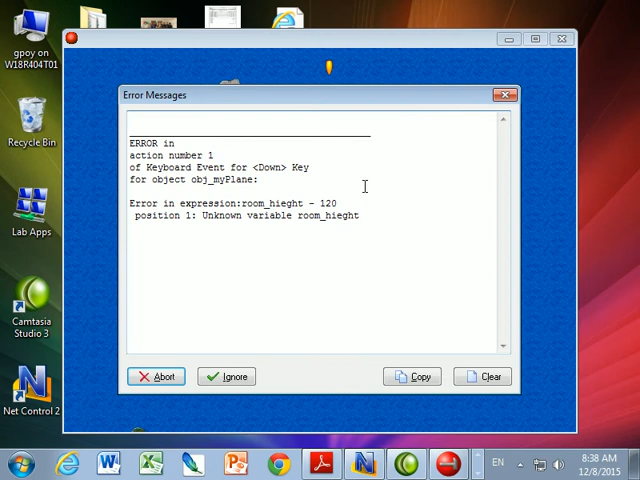 gpoy on
W18R404T01
Recycle Bin
Lab Apps
Camtasia
Studio 3
Net Control 2
Error Messages
ERROR in
action number 1
of Keyboard Event for <Down> Key
for object obj_myPlane:
Error in expression:room_hieght - 120
position 1: Unknown variable room_hieght
Abort
Ignore
Copy
Clear
EN
8:38 AM
12/8/2015